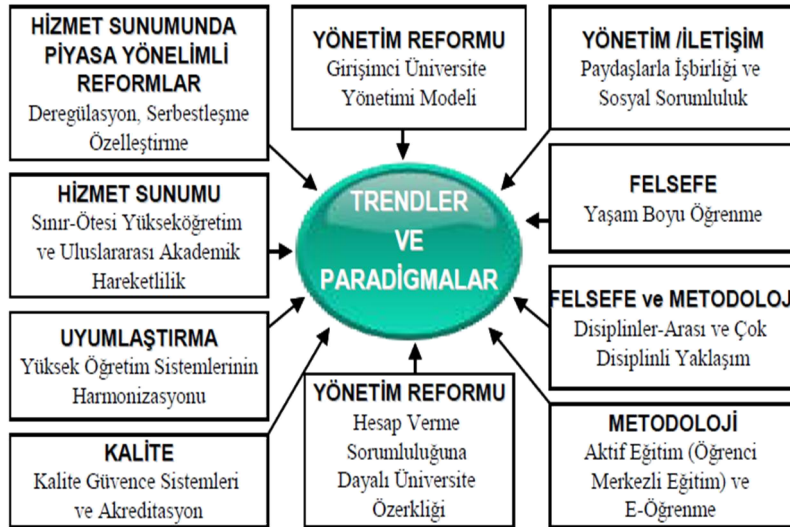 HİZMET SUNUMUNDA
PİYASA YÖNELİMLİ
REFORMLAR
Deregülasyon, Serbestleşme
Özelleştirme
YÖNETİM REFORMU
Girişimci Üniversite
Yönetimi Modeli
YÖNETİM /İLETİŞİM
Paydaşlarla İşbirliği ve
Sosyal Sorumluluk
HİZMET SUNUMU
Sınır-Ötesi Yükseköğretim
ve Uluslararası Akademik
Hareketlilik
TRENDLER
VE
PARADİGMALAR
FELSEFE
Yaşam Boyu Öğrenme
UYUMLAŞTIRMA
Yüksek Öğretim Sistemlerinin
Harmonizasyonu
FELSEFE ve METODOLOJ
Disiplinler-Arası ve Çok
Disiplinli Yaklaşım
KALİTE
Kalite Güvence Sistemleri
ve Akreditasyon
YÖNETİM REFORMU
Hesap Verme
Sorumluluğuna
Dayalı Üniversite
Özerkliği
METODOLOJİ
Aktif Eğitim (Öğrenci
Merkezli Eğitim) ve
E-Öğrenme